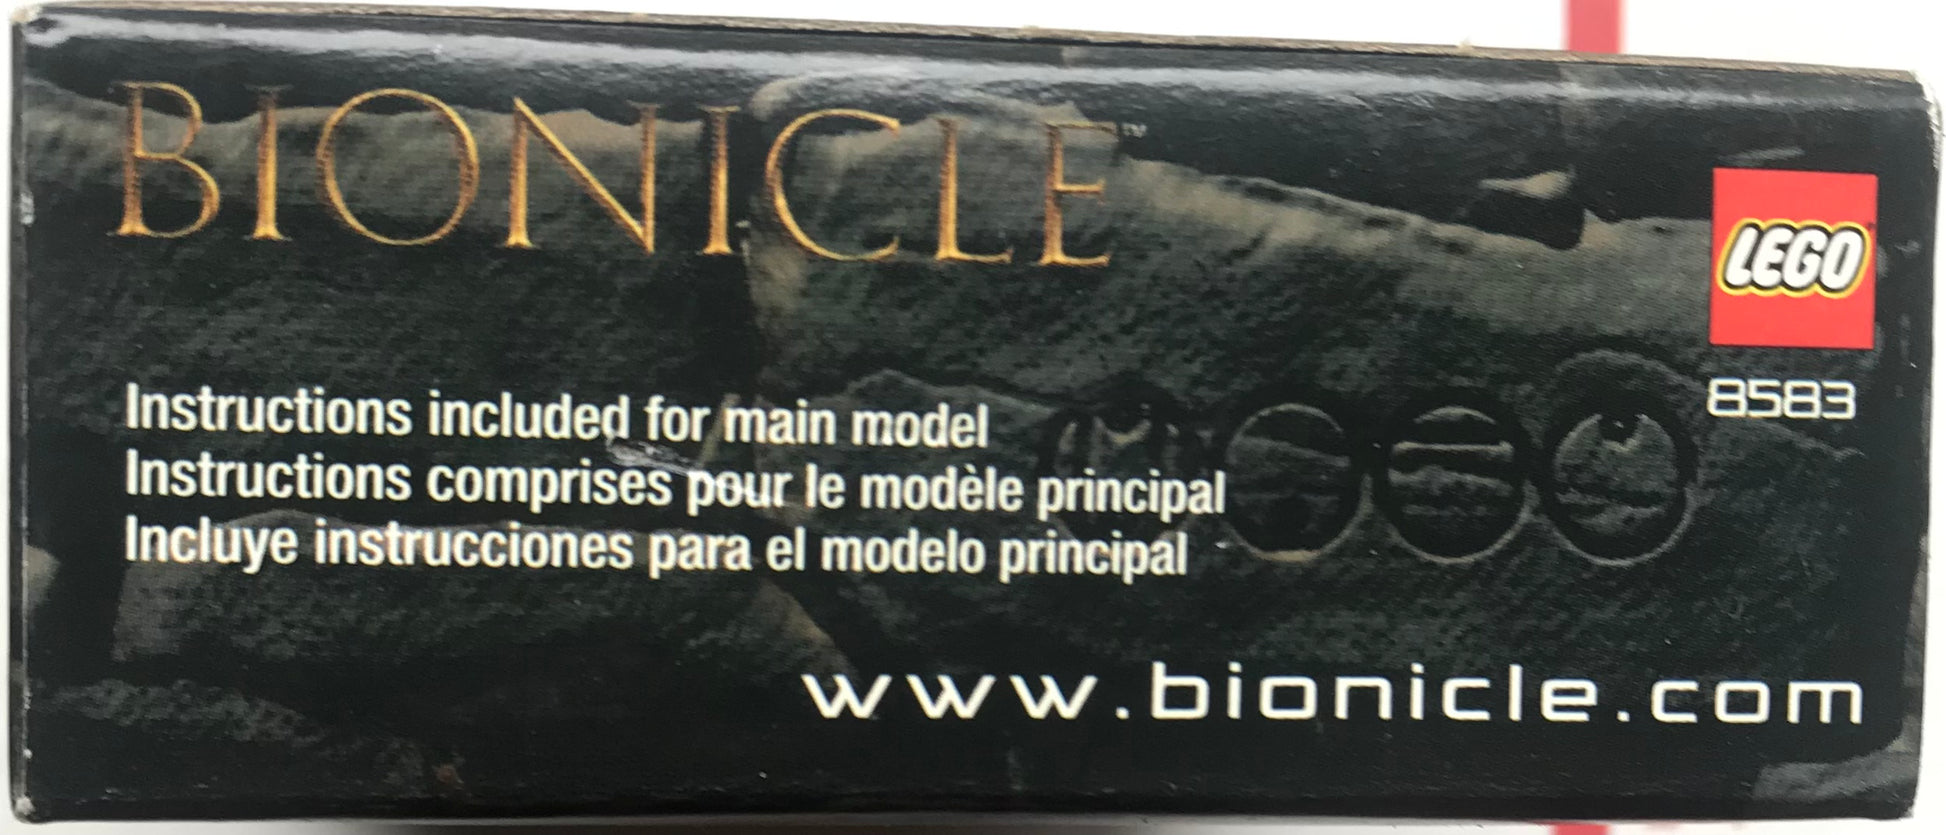 BIONICLE™
LEGO
8583
Instructions included for main model
Instructions comprises pour le modèle principal
Incluye instrucciones para el modelo principal
www.bionicle.com